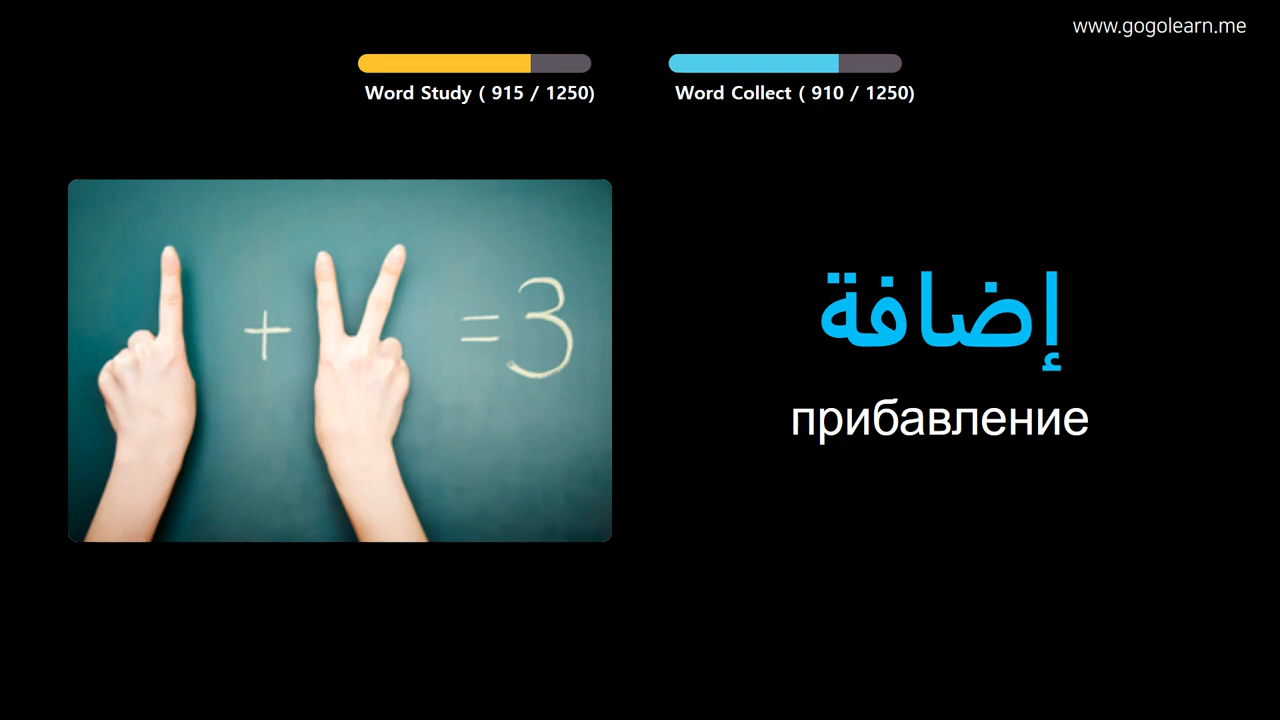 www.gogolearn.me
Word Study ( 915 / 1250)
Word Collect ( 910 / 1250)
+ = 3
إضافة
прибавление